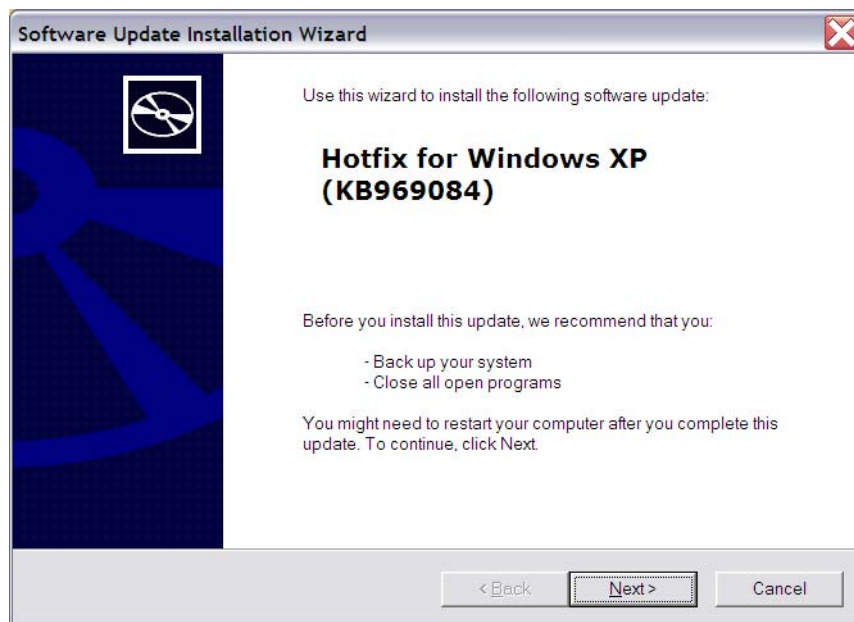 Software Update Installation Wizard
Use this wizard to install the following software update:
Hotfix for Windows XP
(KB969084)
Before you install this update, we recommend that you:
- Back up your system
- Close all open programs
You might need to restart your computer after you complete this
update. To continue, click Next.
< Back
Next >
Cancel